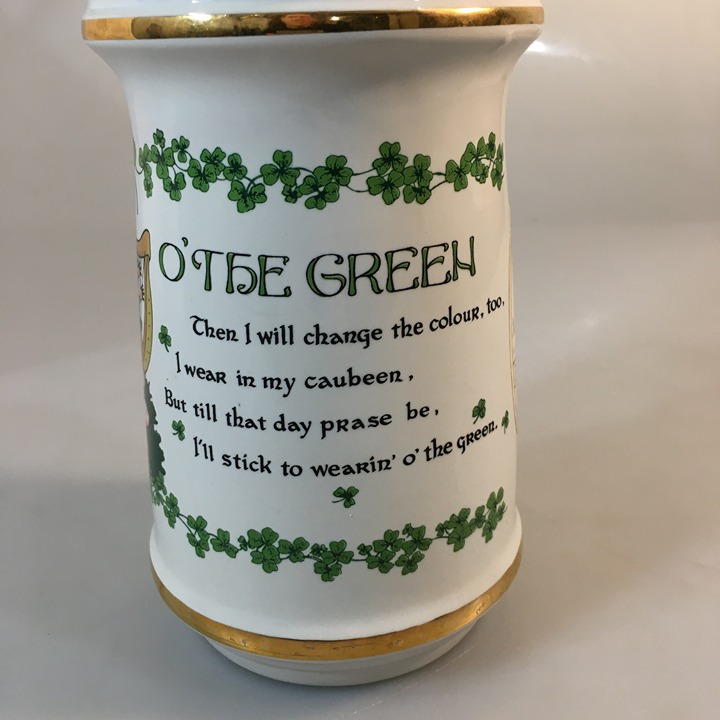 O'THE GREEN
Then I will change the colour, too,
I wear in my caubeen,
But till that day prase be,
I'll stick to wearin' o' the green.